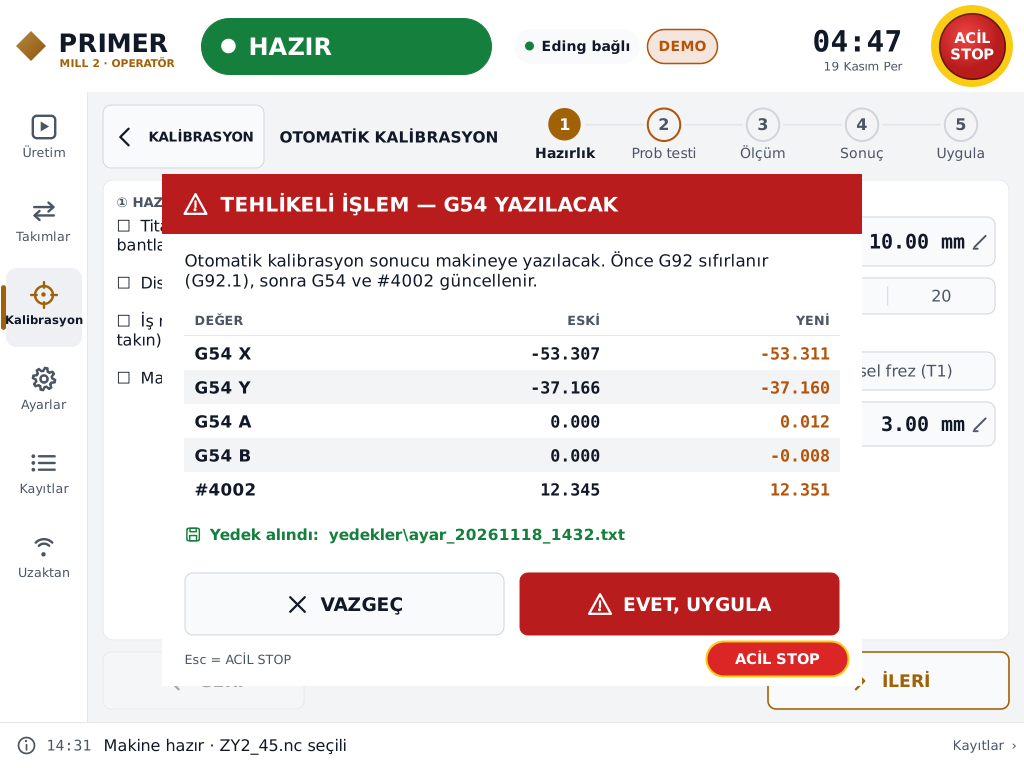 PRIMER
MILL 2 · OPERATÖR
HAZIR
Eding bağlı
DEMO
04:47
19 Kasım Per
ACİL
STOP
Üretim
Takımlar
Kalibrasyon
Ayarlar
Kayıtlar
Uzaktan
KALİBRASYON
OTOMATİK KALİBRASYON
1
Hazırlık
2
Prob testi
3
Ölçüm
4
Sonuç
5
Uygula
TEHLİKELİ İŞLEM — G54 YAZILACAK
Otomatik kalibrasyon sonucu makineye yazılacak. Önce G92 sıfırlanır
(G92.1), sonra G54 ve #4002 güncellenir.
DEĞER ESKİ YENİ
G54 X -53.307 -53.311
G54 Y -37.166 -37.160
G54 A 0.000 0.012
G54 B 0.000 -0.008
#4002 12.345 12.351
Yedek alındı: yedekler\ayar_20261118_1432.txt
VAZGEÇ
EVET, UYGULA
Esc = ACİL STOP
ACİL STOP
①
takın)
10.00 mm
20
frez (T1)
3.00 mm
İLERİ
14:31 Makine hazır · ZY2_45.nc seçili
Kayıtlar ›